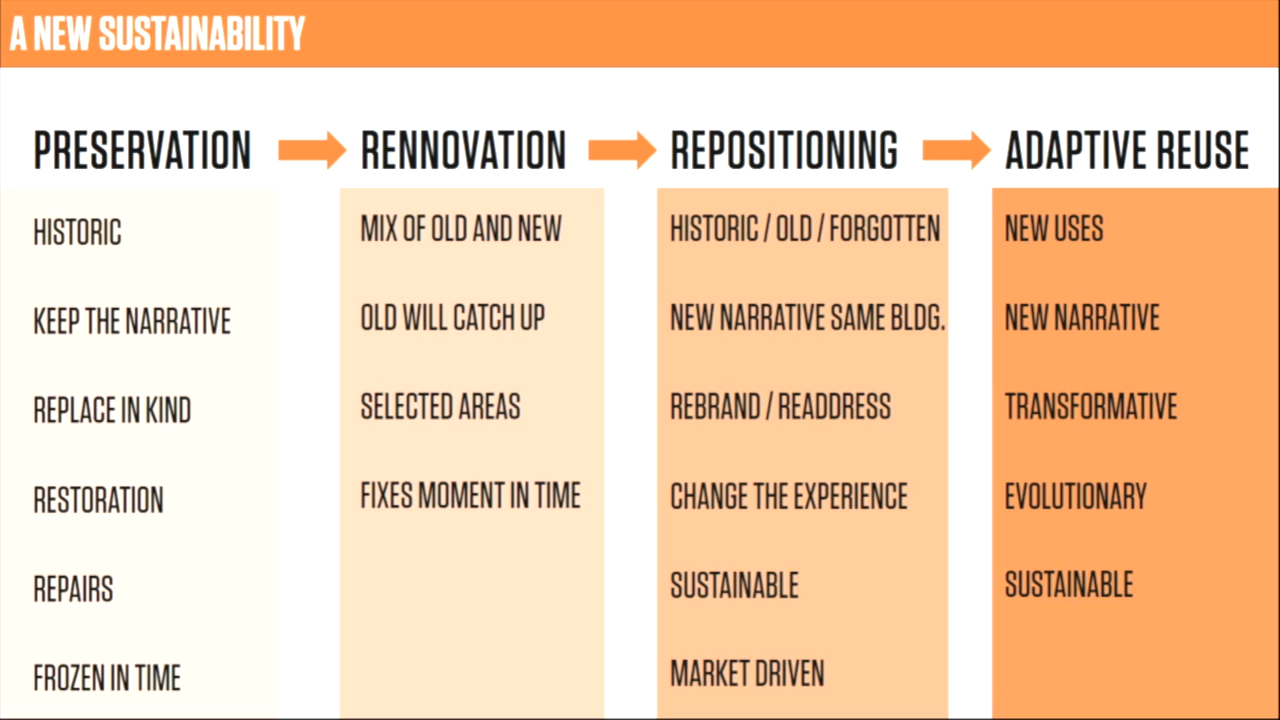 A NEW SUSTAINABILITY
PRESERVATION
HISTORIC
KEEP THE NARRATIVE
REPLACE IN KIND
RESTORATION
REPAIRS
FROZEN IN TIME
RENNOVATION
MIX OF OLD AND NEW
OLD WILL CATCH UP
SELECTED AREAS
FIXES MOMENT IN TIME
REPOSITIONING
HISTORIC / OLD / FORGOTTEN
NEW NARRATIVE SAME BLDG.
REBRAND / READDRESS
CHANGE THE EXPERIENCE
SUSTAINABLE
MARKET DRIVEN
ADAPTIVE REUSE
NEW USES
NEW NARRATIVE
TRANSFORMATIVE
EVOLUTIONARY
SUSTAINABLE